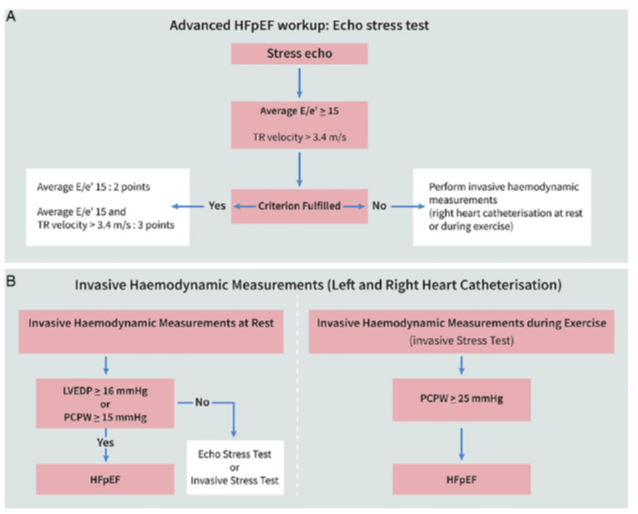 A
Advanced HFpEF workup: Echo stress test
Stress echo
Average E/e' ≥ 15
TR velocity > 3.4 m/s
Average E/e' 15 : 2 points
Average E/e' 15 and
TR velocity > 3.4 m/s : 3 points
Yes
Criterion Fulfilled
No
Perform invasive haemodynamic
measurements
(right heart catheterisation at rest
or during exercise)
B
Invasive Haemodynamic Measurements (Left and Right Heart Catheterisation)
Invasive Haemodynamic Measurements at Rest
LVEDP ≥ 16 mmHg
or
PCPW ≥ 15 mmHg
No
Yes
Echo Stress Test
or
Invasive Stress Test
HFpEF
Invasive Haemodynamic Measurements during Exercise
(invasive Stress Test)
PCPW ≥ 25 mmHg
HFpEF